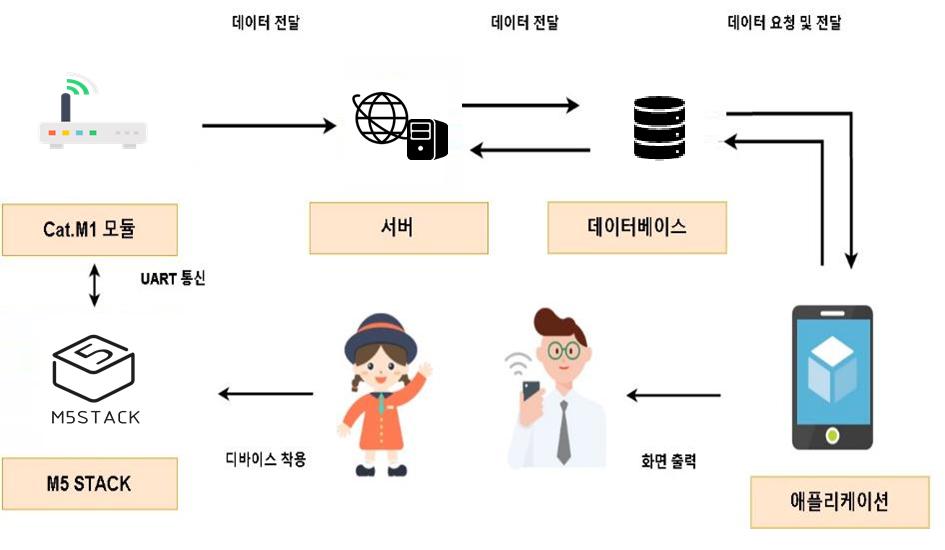 데이터 전달
데이터 전달
데이터 요청 및 전달
Cat.M1 모듈
서버
데이터베이스
UART 통신
5
M5STACK
디바이스 착용
화면 출력
M5 STACK
애플리케이션